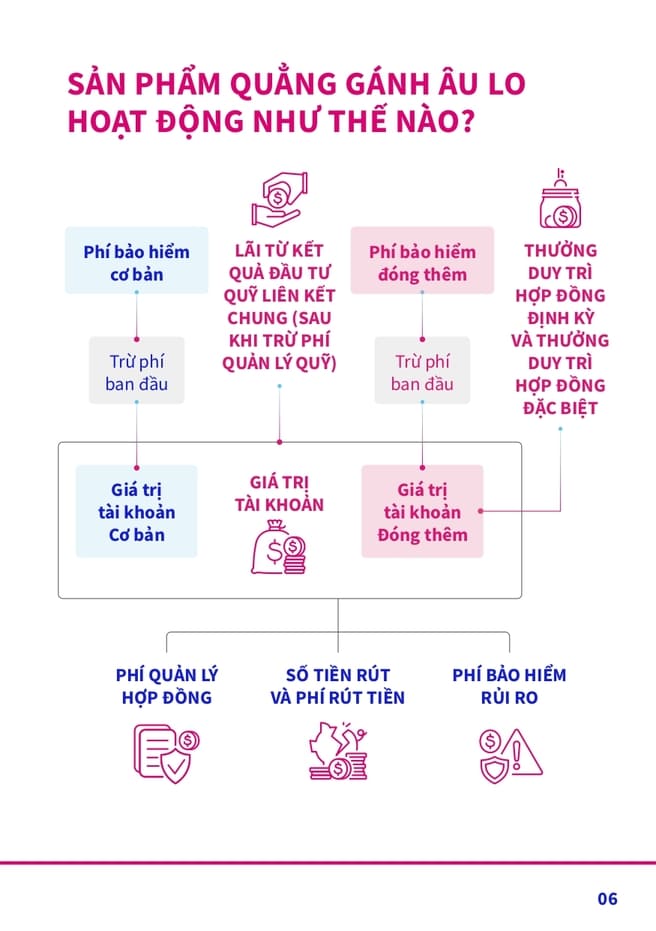 SẢN PHẨM QUẲNG GÁNH ÂU LO
HOẠT ĐỘNG NHƯ THẾ NÀO?
Phí bảo hiểm
cơ bản
LÃI TỪ KẾT
QUẢ ĐẦU TƯ
QUỸ LIÊN KẾT
CHUNG (SAU
KHI TRỪ PHÍ
QUẢN LÝ QUỸ)
Phí bảo hiểm
đóng thêm
THƯỞNG
DUY TRÌ
HỢP ĐỒNG
ĐỊNH KỲ
VÀ THƯỞNG
DUY TRÌ
HỢP ĐỒNG
ĐẶC BIỆT
Trừ phí
ban đầu
Trừ phí
ban đầu
Giá trị
tài khoản
Cơ bản
GIÁ TRỊ
TÀI KHOẢN
Giá trị
tài khoản
Đóng thêm
PHÍ QUẢN LÝ
HỢP ĐỒNG
SỐ TIỀN RÚT
VÀ PHÍ RÚT TIỀN
PHÍ BẢO HIỂM
RỦI RO
06